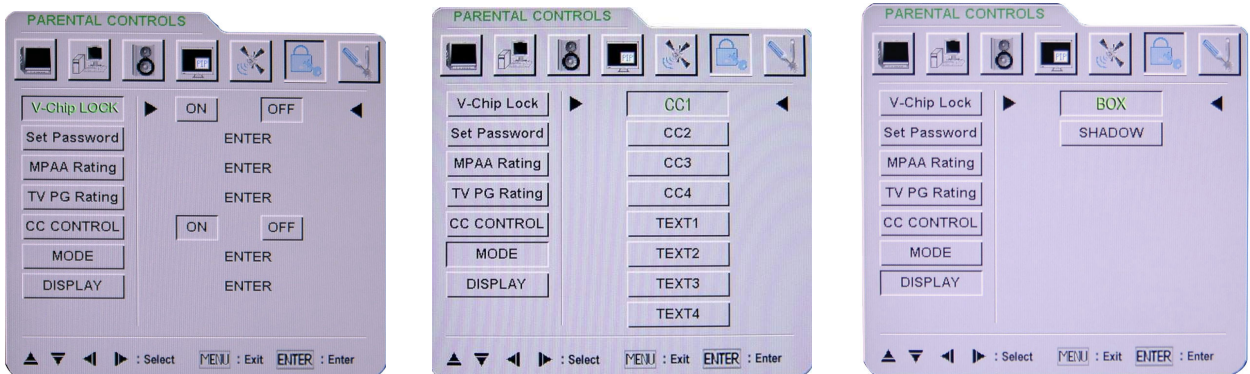 PARENTAL CONTROLS
PIP
V-Chip LOCK ON OFF
Set Password ENTER
MPAA Rating ENTER
TV PG Rating ENTER
CC CONTROL ON OFF
MODE ENTER
DISPLAY ENTER
: Select MENU : Exit ENTER : Enter
PARENTAL CONTROLS
PIP
V-Chip Lock CC1
Set Password CC2
MPAA Rating CC3
TV PG Rating CC4
CC CONTROL TEXT1
MODE TEXT2
DISPLAY TEXT3
TEXT4
: Select MENU : Exit ENTER : Enter
PARENTAL CONTROLS
PIP
V-Chip Lock BOX
Set Password SHADOW
MPAA Rating
TV PG Rating
CC CONTROL
MODE
DISPLAY
: Select MENU : Exit ENTER : Enter